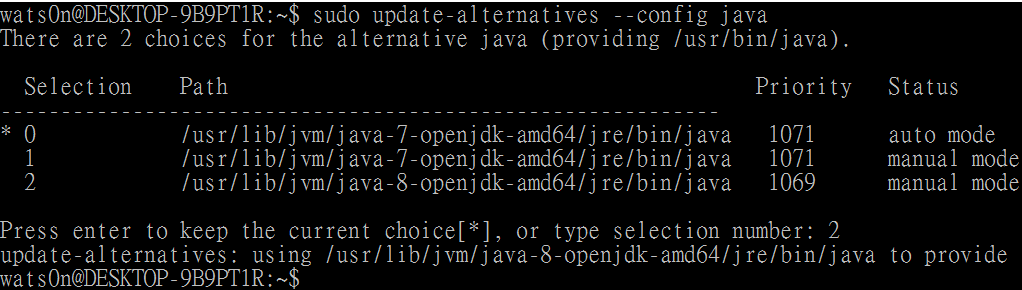 wats0n@DESKTOP-9B9PT1R:~$ sudo update-alternatives --config java
There are 2 choices for the alternative java (providing /usr/bin/java).
Selection Path Priority Status
------------------------------------------------------------
* 0 /usr/lib/jvm/java-7-openjdk-amd64/jre/bin/java 1071 auto mode
1 /usr/lib/jvm/java-7-openjdk-amd64/jre/bin/java 1071 manual mode
2 /usr/lib/jvm/java-8-openjdk-amd64/jre/bin/java 1069 manual mode
Press enter to keep the current choice[*], or type selection number: 2
update-alternatives: using /usr/lib/jvm/java-8-openjdk-amd64/jre/bin/java to provide
wats0n@DESKTOP-9B9PT1R:~$